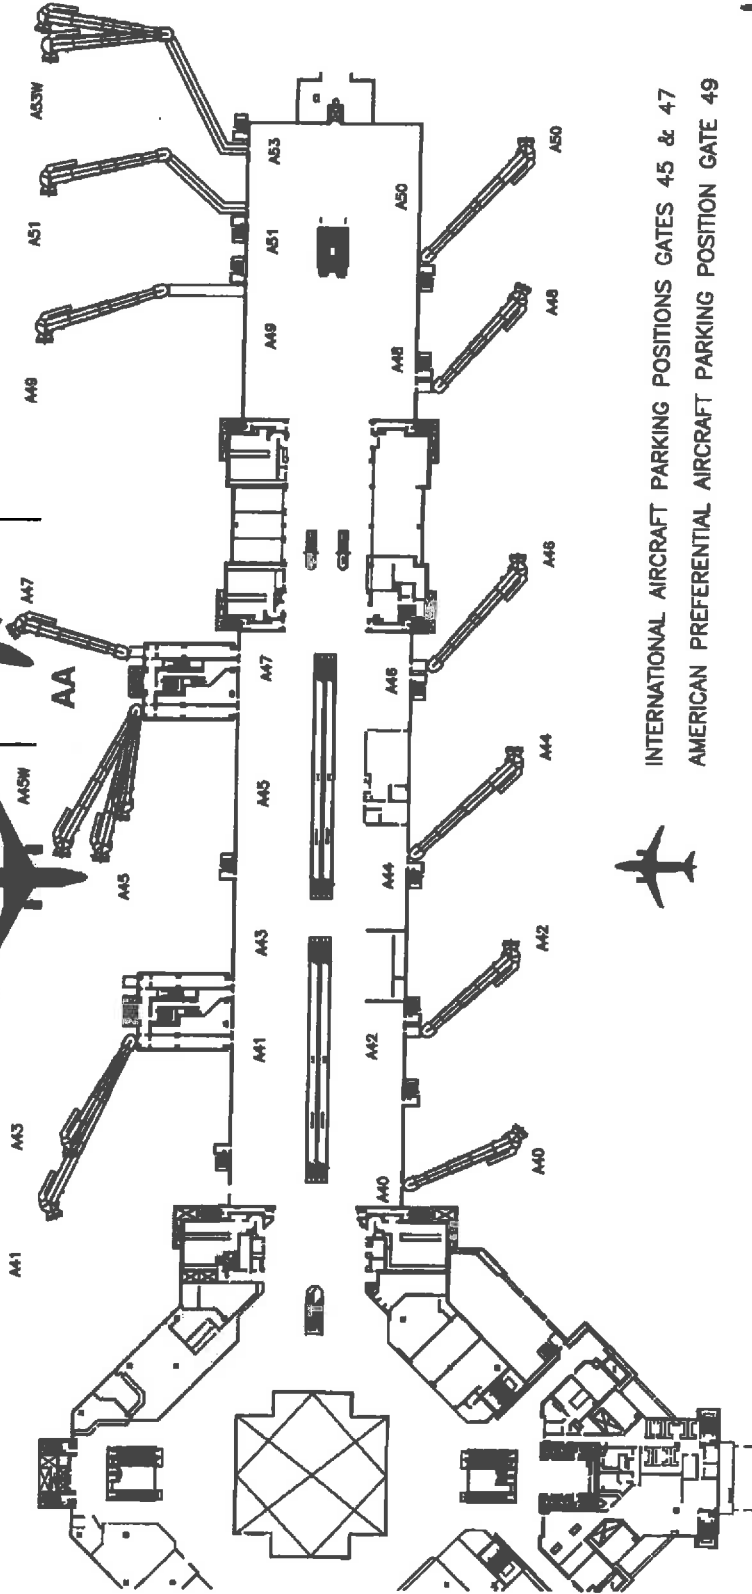 A53W
A51
A49
A47
AA
A45W
A45
A43
A41
A53
A51
A49
A47
A45
A43
A41
A50
A48
A46
A44
A42
A40
A50
A48
A46
A44
A42
A40
INTERNATIONAL AIRCRAFT PARKING POSITIONS GATES 45 & 47
AMERICAN PREFERENTIAL AIRCRAFT PARKING POSITION GATE 49